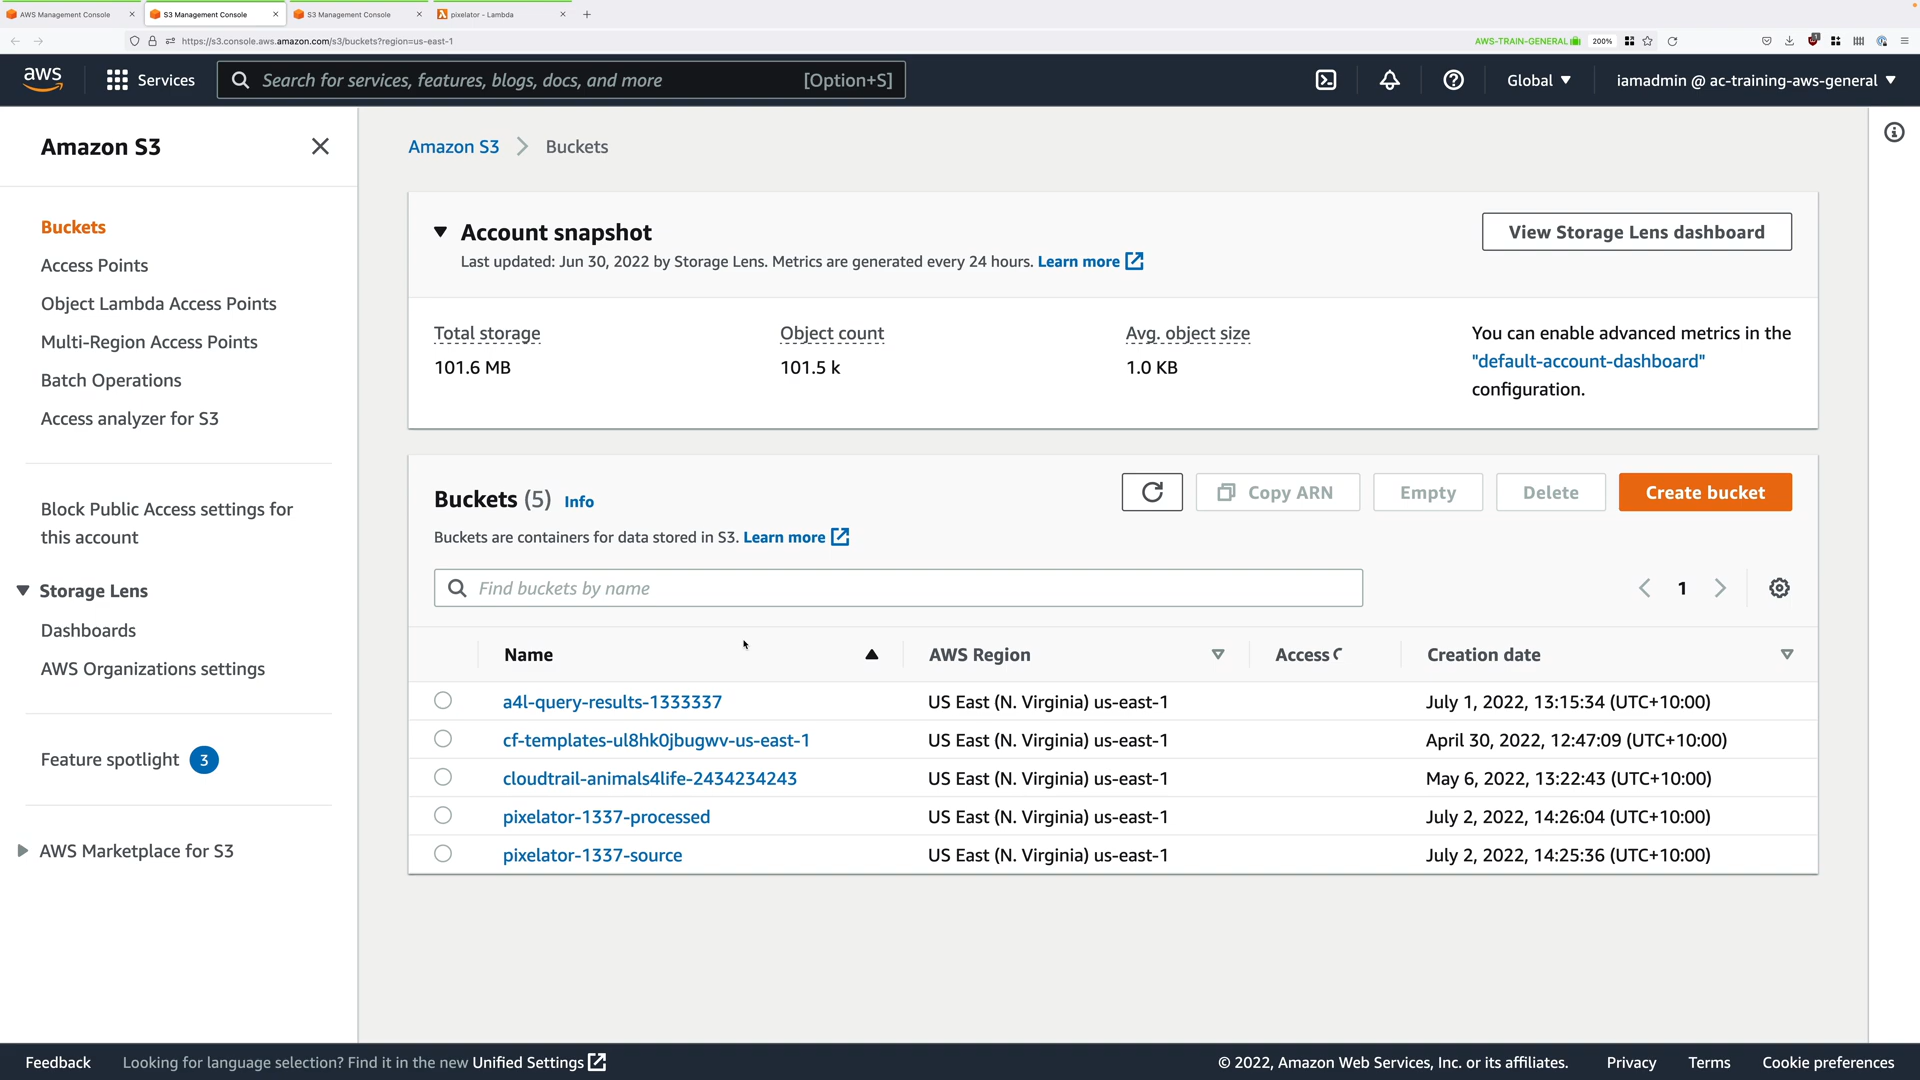 AWS Management Console
S3 Management Console
S3 Management Console
pixelator - Lambda
https://s3.console.aws.amazon.com/s3/buckets?region=us-east-1
AWS-TRAIN-GENERAL
200%
aws
Services
Search for services, features, blogs, docs, and more
[Option+S]
Global
iamadmin @ ac-training-aws-general
Amazon S3
Buckets
Access Points
Object Lambda Access Points
Multi-Region Access Points
Batch Operations
Access analyzer for S3
Block Public Access settings for
this account
Storage Lens
Dashboards
AWS Organizations settings
Feature spotlight 3
AWS Marketplace for S3
Amazon S3 > Buckets
Account snapshot
Last updated: Jun 30, 2022 by Storage Lens. Metrics are generated every 24 hours. Learn more
View Storage Lens dashboard
Total storage
101.6 MB
Object count
101.5 k
Avg. object size
1.0 KB
You can enable advanced metrics in the
"default-account-dashboard"
configuration.
Buckets (5) Info
Buckets are containers for data stored in S3. Learn more
Copy ARN
Empty
Delete
Create bucket
Find buckets by name
1
Name AWS Region Access Creation date
a4l-query-results-1333337 US East (N. Virginia) us-east-1 July 1, 2022, 13:15:34 (UTC+10:00)
cf-templates-ul8hk0jbugwv-us-east-1 US East (N. Virginia) us-east-1 April 30, 2022, 12:47:09 (UTC+10:00)
cloudtrail-animals4life-2434234243 US East (N. Virginia) us-east-1 May 6, 2022, 13:22:43 (UTC+10:00)
pixelator-1337-processed US East (N. Virginia) us-east-1 July 2, 2022, 14:26:04 (UTC+10:00)
pixelator-1337-source US East (N. Virginia) us-east-1 July 2, 2022, 14:25:36 (UTC+10:00)
Feedback
Looking for language selection? Find it in the new Unified Settings
© 2022, Amazon Web Services, Inc. or its affiliates.
Privacy
Terms
Cookie preferences